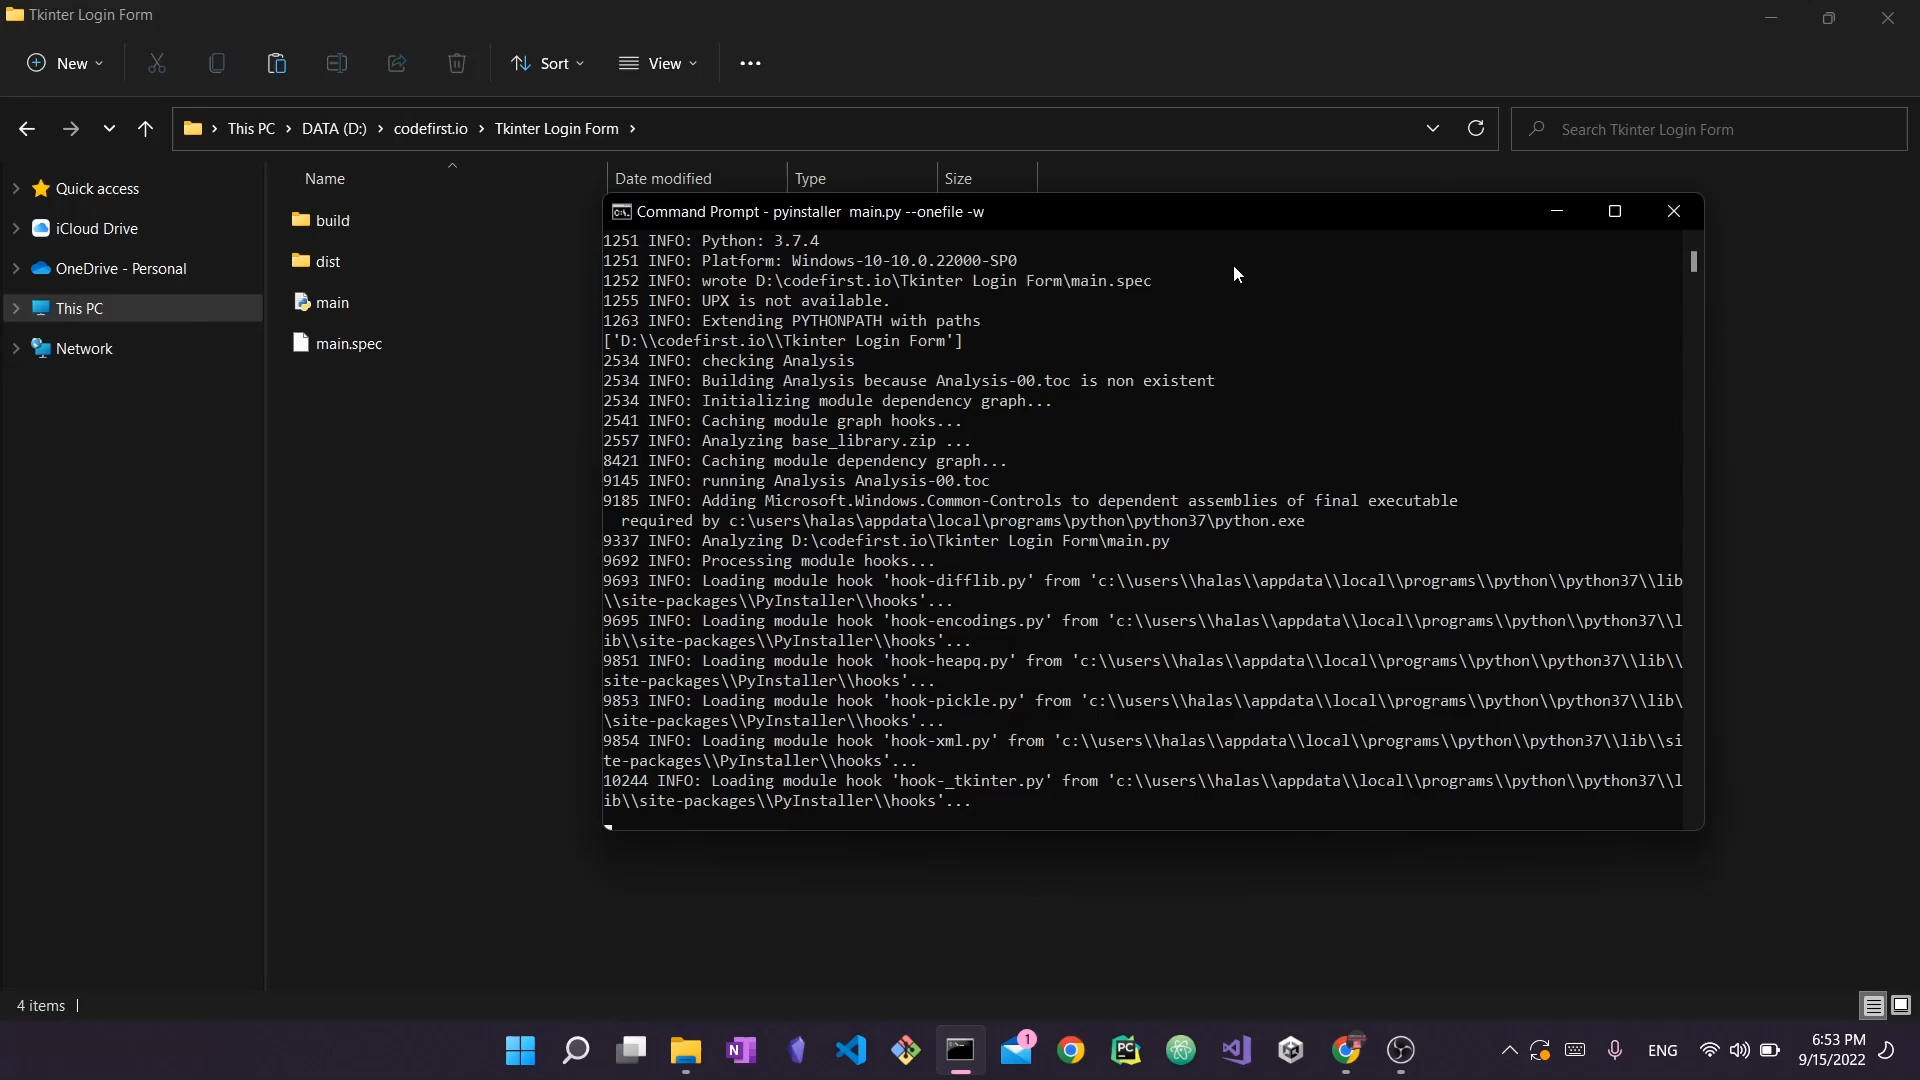 Tkinter Login Form
New
Sort
View
This PC
DATA (D:)
codefirst.io
Tkinter Login Form
Search Tkinter Login Form
Quick access
iCloud Drive
OneDrive - Personal
This PC
Network
Name
Date modified
Type
Size
build
dist
main
main.spec
Command Prompt - pyinstaller main.py --onefile -w
1251 INFO: Python: 3.7.4
1251 INFO: Platform: Windows-10-10.0.22000-SP0
1252 INFO: wrote D:\codefirst.io\Tkinter Login Form\main.spec
1255 INFO: UPX is not available.
1263 INFO: Extending PYTHONPATH with paths
['D:\\codefirst.io\\Tkinter Login Form']
2534 INFO: checking Analysis
2534 INFO: Building Analysis because Analysis-00.toc is non existent
2534 INFO: Initializing module dependency graph...
2541 INFO: Caching module graph hooks...
2557 INFO: Analyzing base_library.zip ...
8421 INFO: Caching module dependency graph...
9145 INFO: running Analysis Analysis-00.toc
9185 INFO: Adding Microsoft.Windows.Common-Controls to dependent assemblies of final executable
  required by c:\users\halas\appdata\local\programs\python\python37\python.exe
9337 INFO: Analyzing D:\codefirst.io\Tkinter Login Form\main.py
9692 INFO: Processing module hooks...
9693 INFO: Loading module hook 'hook-difflib.py' from 'c:\\users\\halas\\appdata\\local\\programs\\python\\python37\\lib
\\site-packages\\PyInstaller\\hooks'...
9695 INFO: Loading module hook 'hook-encodings.py' from 'c:\\users\\halas\\appdata\\local\\programs\\python\\python37\\l
ib\\site-packages\\PyInstaller\\hooks'...
9851 INFO: Loading module hook 'hook-heapq.py' from 'c:\\users\\halas\\appdata\\local\\programs\\python\\python37\\lib\\
site-packages\\PyInstaller\\hooks'...
9853 INFO: Loading module hook 'hook-pickle.py' from 'c:\\users\\halas\\appdata\\local\\programs\\python\\python37\\lib\
\site-packages\\PyInstaller\\hooks'...
9854 INFO: Loading module hook 'hook-xml.py' from 'c:\\users\\halas\\appdata\\local\\programs\\python\\python37\\lib\\si
te-packages\\PyInstaller\\hooks'...
10244 INFO: Loading module hook 'hook-_tkinter.py' from 'c:\\users\\halas\\appdata\\local\\programs\\python\\python37\\l
ib\\site-packages\\PyInstaller\\hooks'...
4 items
1
ENG
6:53 PM
9/15/2022